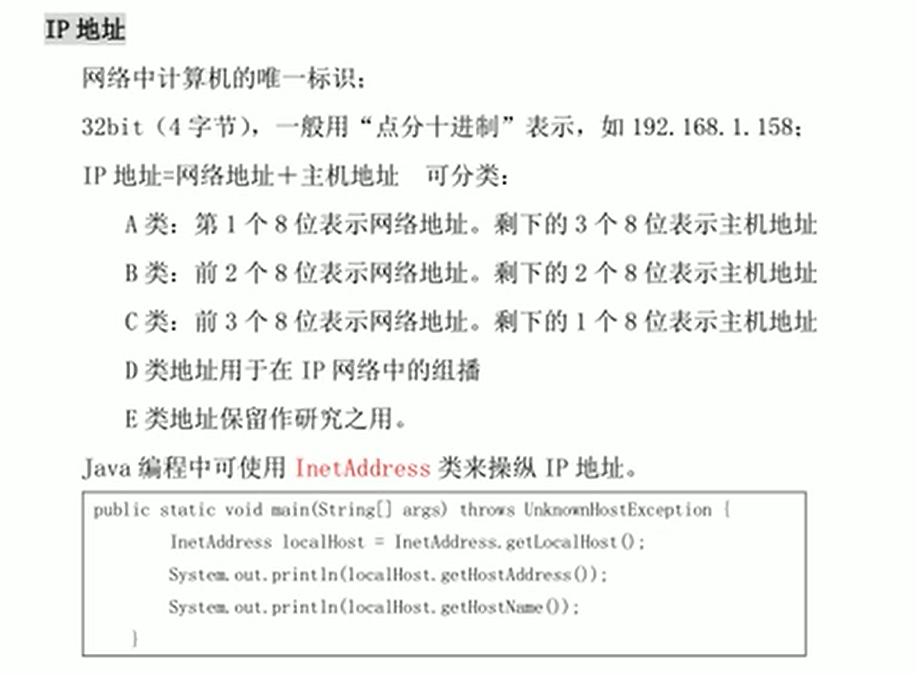 IP 地址
网络中计算机的唯一标识；
32bit（4 字节），一般用“点分十进制”表示，如 192.168.1.158；
IP 地址=网络地址＋主机地址 可分类：
A 类：第 1 个 8 位表示网络地址。剩下的 3 个 8 位表示主机地址
B 类：前 2 个 8 位表示网络地址。剩下的 2 个 8 位表示主机地址
C 类：前 3 个 8 位表示网络地址。剩下的 1 个 8 位表示主机地址
D 类地址用于在 IP 网络中的组播
E 类地址保留作研究之用。
Java 编程中可使用 InetAddress 类来操纵 IP 地址。
public static void main(String[] args) throws UnknownHostException {
InetAddress localHost = InetAddress.getLocalHost();
System.out.println(localHost.getHostAddress());
System.out.println(localHost.getHostName());
}